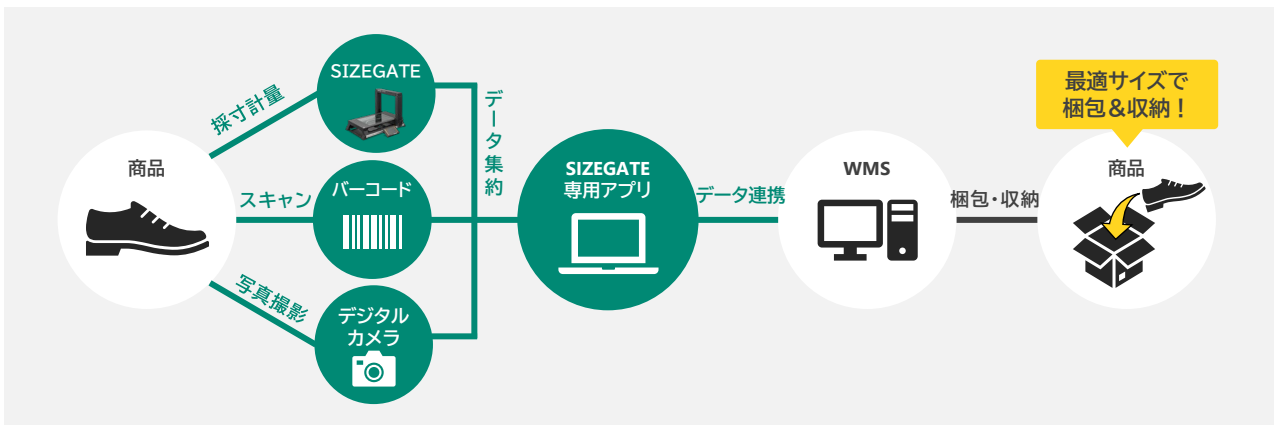 商品
採寸計量
スキャン
写真撮影
SIZEGATE
バーコード
デジタル
カメラ
データ集約
SIZEGATE
専用アプリ
データ連携
WMS
梱包・収納
最適サイズで
梱包&収納！
商品